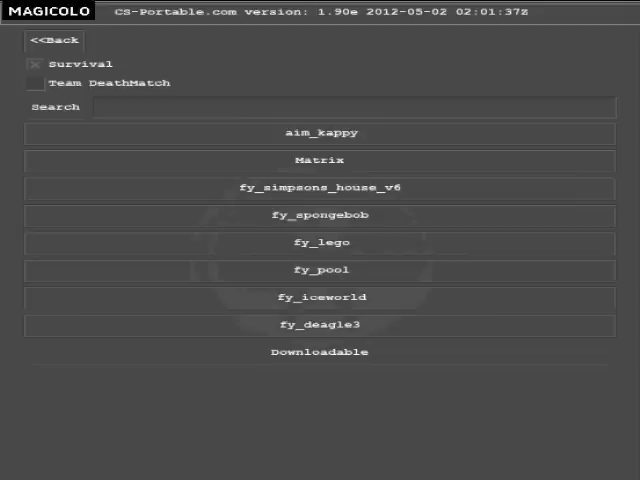 MAGICOLO CS-Portable.com version: 1.90e 2012-05-02 02:01:37Z
<<Back
Survival
Team DeathMatch
Search
aim_kappy
Matrix
fy_simpsons_house_v6
fy_spongebob
fy_lego
fy_pool
fy_iceworld
fy_deagle3
Downloadable